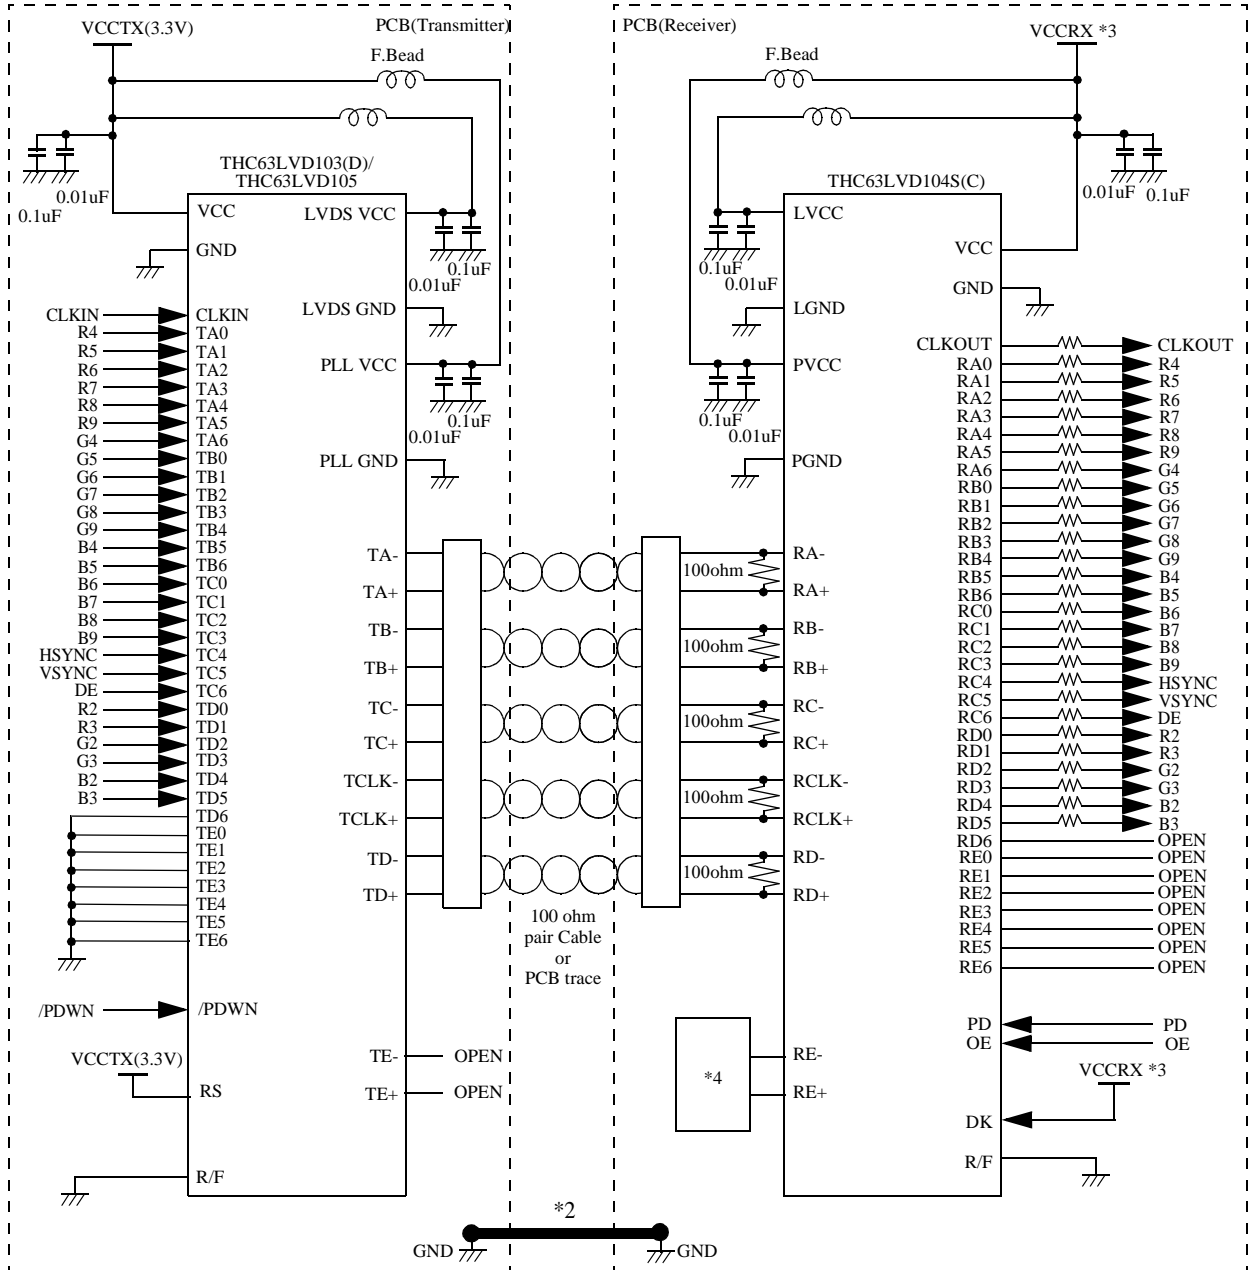 VCCTX(3.3V)
PCB(Transmitter)
F.Bead
0.01uF
0.1uF
THC63LVD103(D)/
THC63LVD105
VCC
GND
LVDS VCC
0.1uF
0.01uF
LVDS GND
PLL VCC
0.1uF
0.01uF
PLL GND
CLKIN CLKIN
R4 TA0
R5 TA1
R6 TA2
R7 TA3
R8 TA4
R9 TA5
G4 TA6
G5 TB0
G6 TB1
G7 TB2
G8 TB3
G9 TB4
B4 TB5
B5 TB6
B6 TC0
B7 TC1
B8 TC2
B9 TC3
HSYNC TC4
VSYNC TC5
DE TC6
R2 TD0
R3 TD1
G2 TD2
G3 TD3
B2 TD4
B3 TD5
TD6
TE0
TE1
TE2
TE3
TE4
TE5
TE6
/PDWN /PDWN
VCCTX(3.3V)
RS
R/F
TA-
TA+
TB-
TB+
TC-
TC+
TCLK-
TCLK+
TD-
TD+
TE- OPEN
TE+ OPEN
100 ohm
pair Cable
or
PCB trace
*2
GND
GND
PCB(Receiver)
VCCRX *3
F.Bead
0.01uF
0.1uF
THC63LVD104S(C)
LVCC
0.1uF
0.01uF
LGND
PVCC
0.1uF
0.01uF
PGND
100ohm
RA-
RA+
100ohm
RB-
RB+
100ohm
RC-
RC+
100ohm
RCLK-
RCLK+
100ohm
RD-
RD+
*4
RE-
RE+
VCC
GND
CLKOUT CLKOUT
RA0 R4
RA1 R5
RA2 R6
RA3 R7
RA4 R8
RA5 R9
RA6 G4
RB0 G5
RB1 G6
RB2 G7
RB3 G8
RB4 G9
RB5 B4
RB6 B5
RC0 B6
RC1 B7
RC2 B8
RC3 B9
RC4 HSYNC
RC5 VSYNC
RC6 DE
RD0 R2
RD1 R3
RD2 G2
RD3 G3
RD4 B2
RD5 B3
RD6 OPEN
RE0 OPEN
RE1 OPEN
RE2 OPEN
RE3 OPEN
RE4 OPEN
RE5 OPEN
RE6 OPEN
PD PD
OE OE
VCCRX *3
DK
R/F